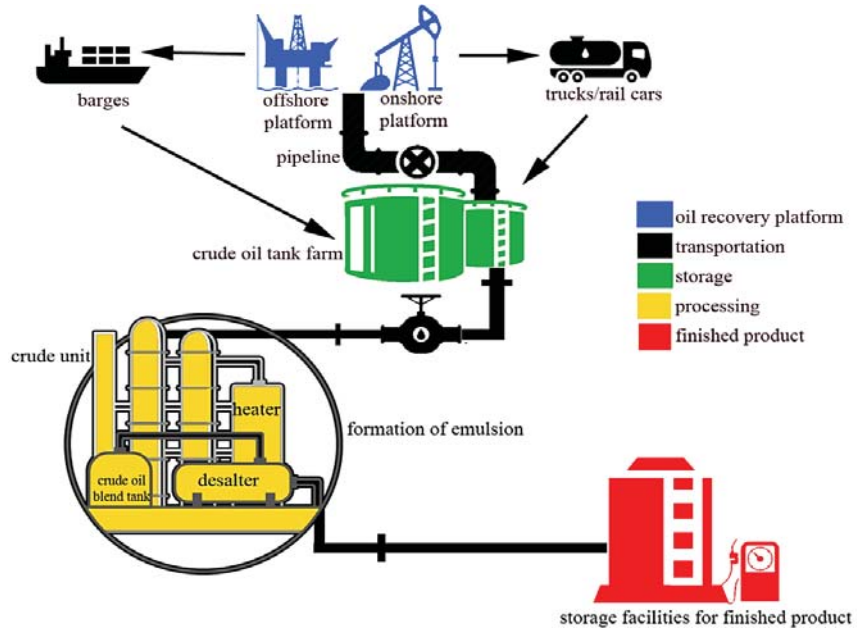 barges
offshore
platform
onshore
platform
trucks/rail cars
pipeline
crude oil tank farm
oil recovery platform
transportation
storage
processing
finished product
crude unit
heater
formation of emulsion
crude oil
blend tank
desalter
storage facilities for finished product